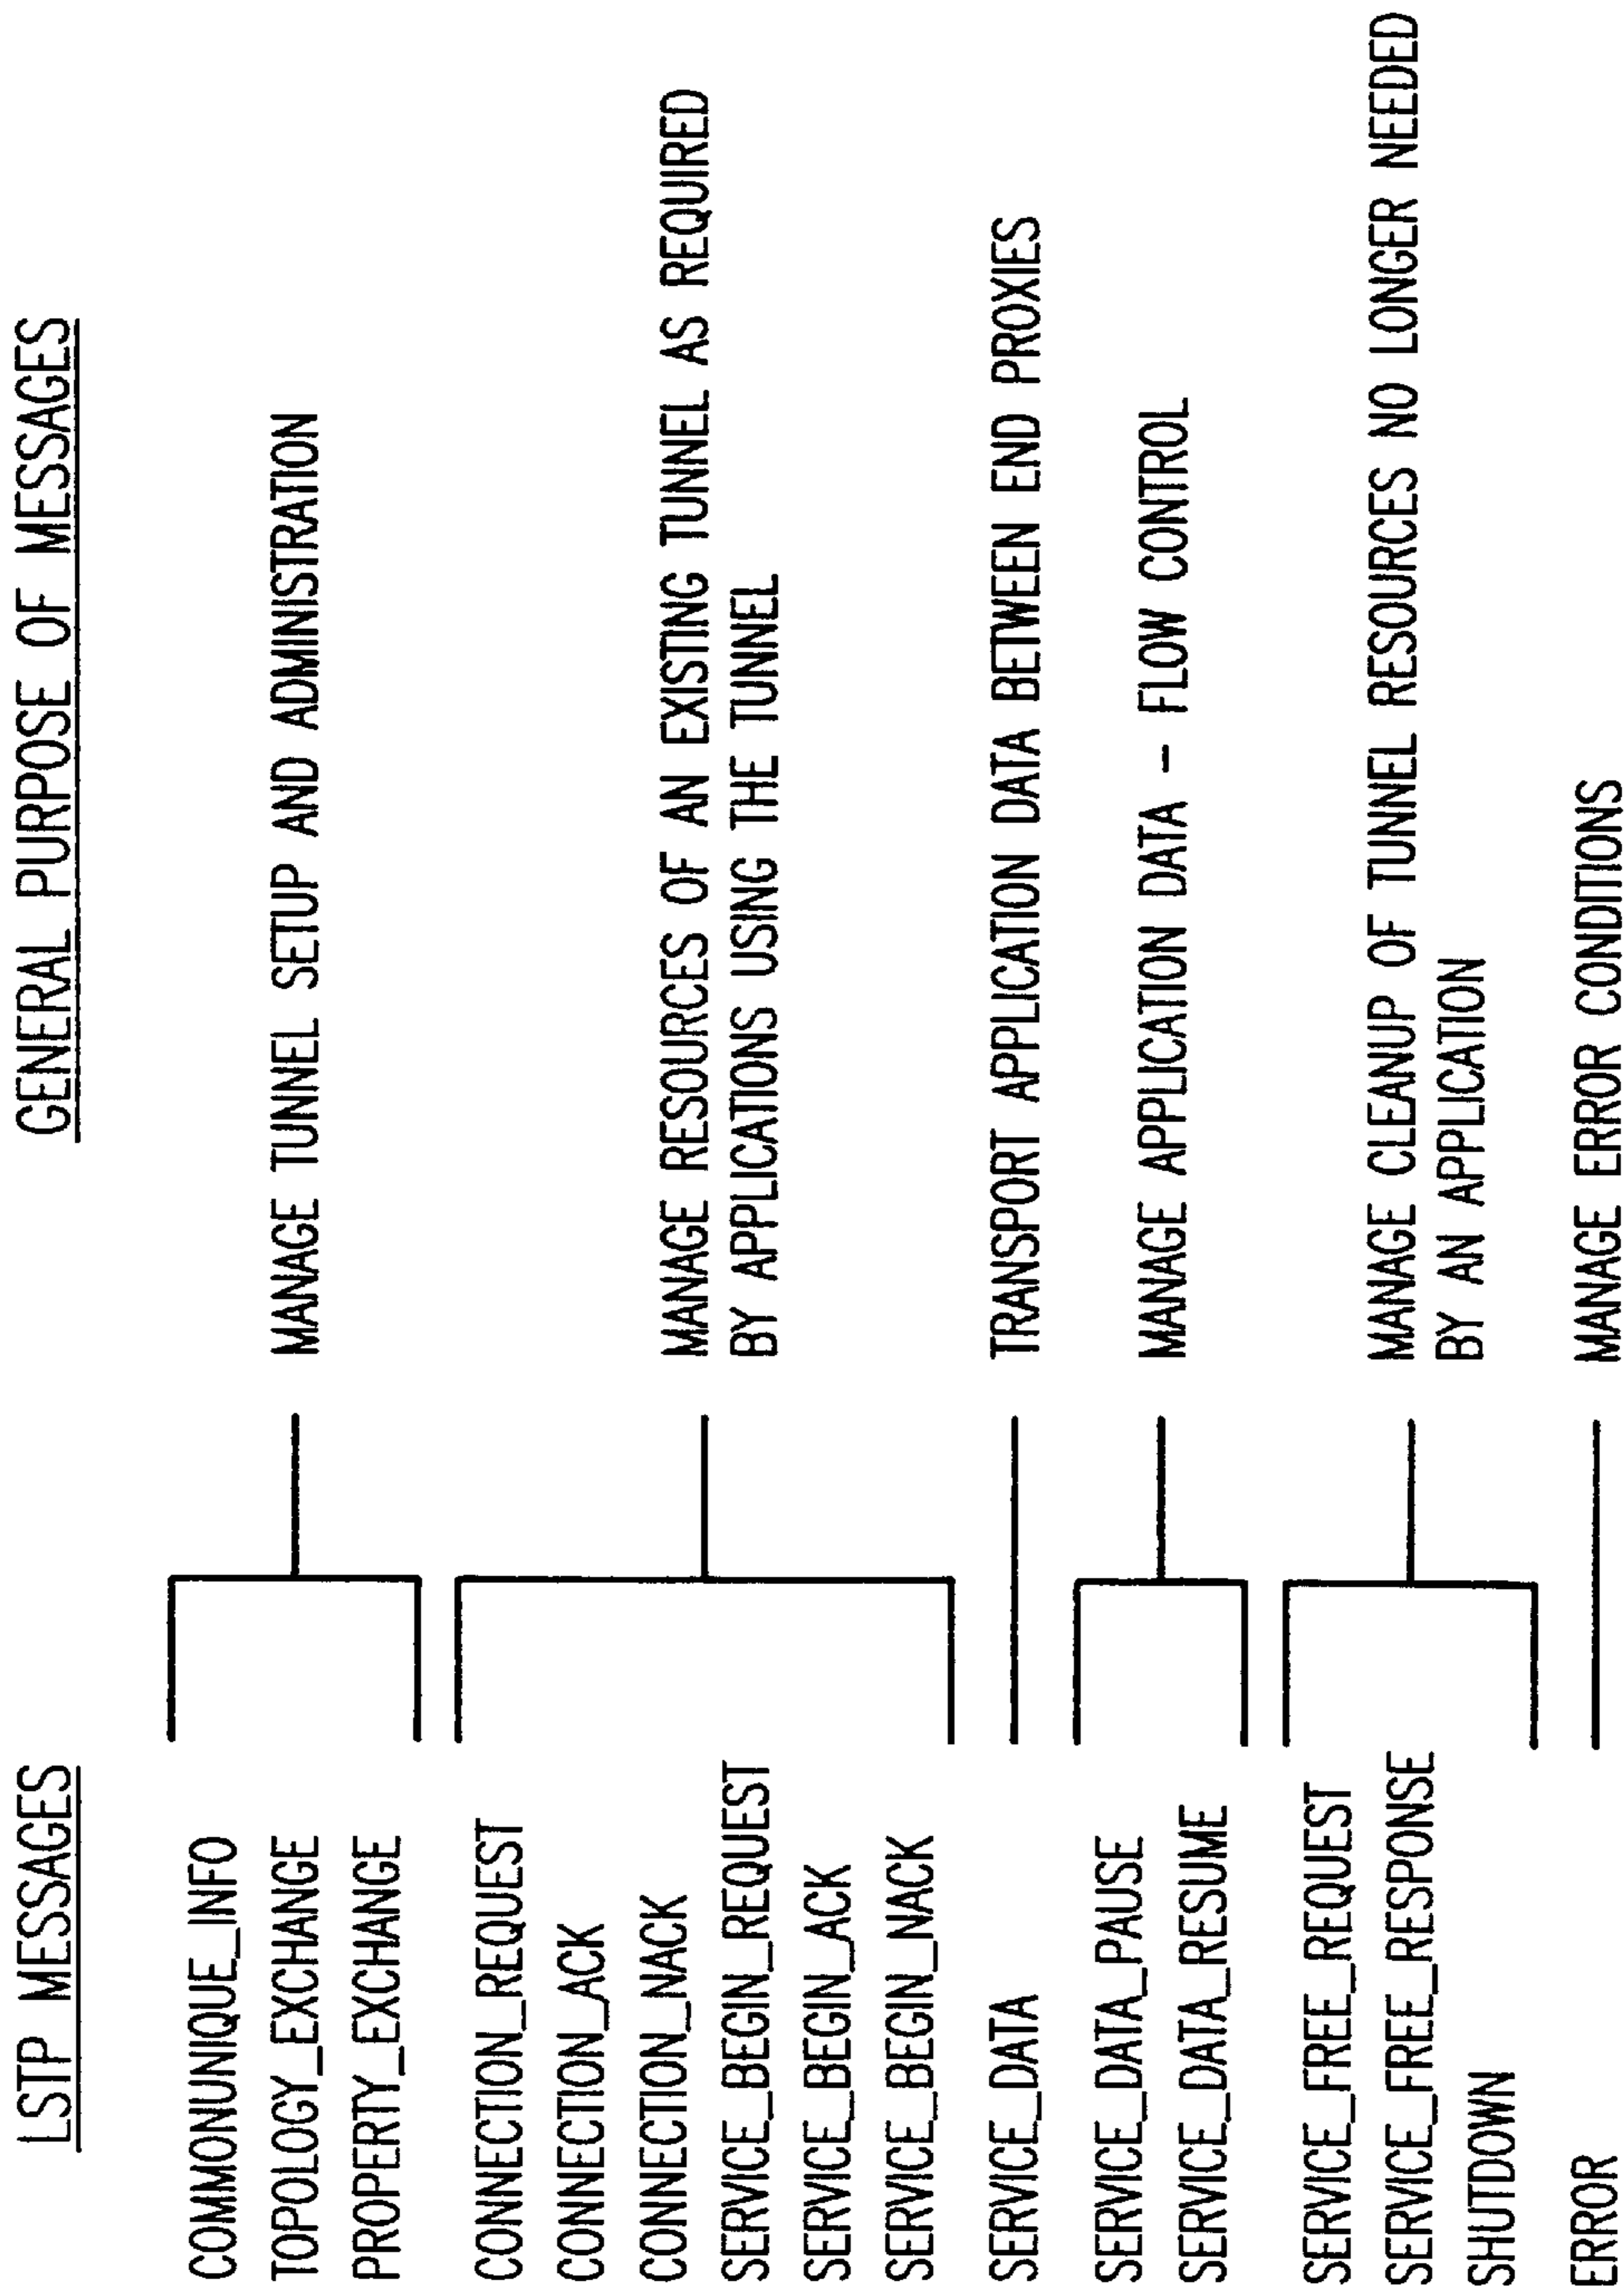 LSTP MESSAGES
GENERAL PURPOSE OF MESSAGES
COMMONUNIQUE_INFO
TOPOLOGY_EXCHANGE
PROPERTY_EXCHANGE
MANAGE TUNNEL SETUP AND ADMINISTRATION
CONNECTION_REQUEST
CONNECTION_ACK
CONNECTION_NACK
SERVICE_BEGIN_REQUEST
SERVICE_BEGIN_ACK
SERVICE_BEGIN_NACK
MANAGE RESOURCES OF AN EXISTING TUNNEL AS REQUIRED
BY APPLICATIONS USING THE TUNNEL
SERVICE_DATA
TRANSPORT APPLICATION DATA BETWEEN END PROXIES
SERVICE_DATA_PAUSE
SERVICE_DATA_RESUME
MANAGE APPLICATION DATA – FLOW CONTROL
SERVICE_FREE_REQUEST
SERVICE_FREE_RESPONSE
SHUTDOWN
MANAGE CLEANUP OF TUNNEL RESOURCES NO LONGER NEEDED
BY AN APPLICATION
ERROR
MANAGE ERROR CONDITIONS